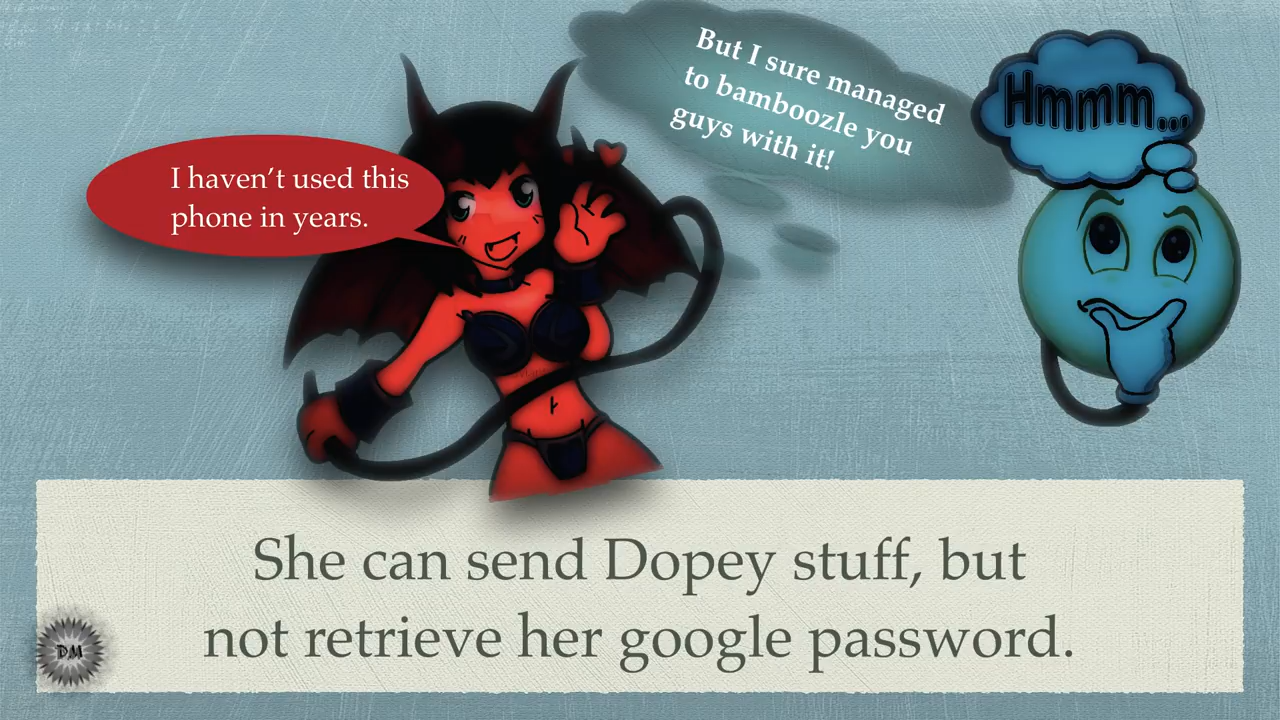 But I sure managed
to bamboozle you
guys with it!
Hmmm...
I haven’t used this
phone in years.
She can send Dopey stuff, but
not retrieve her google password.
DM